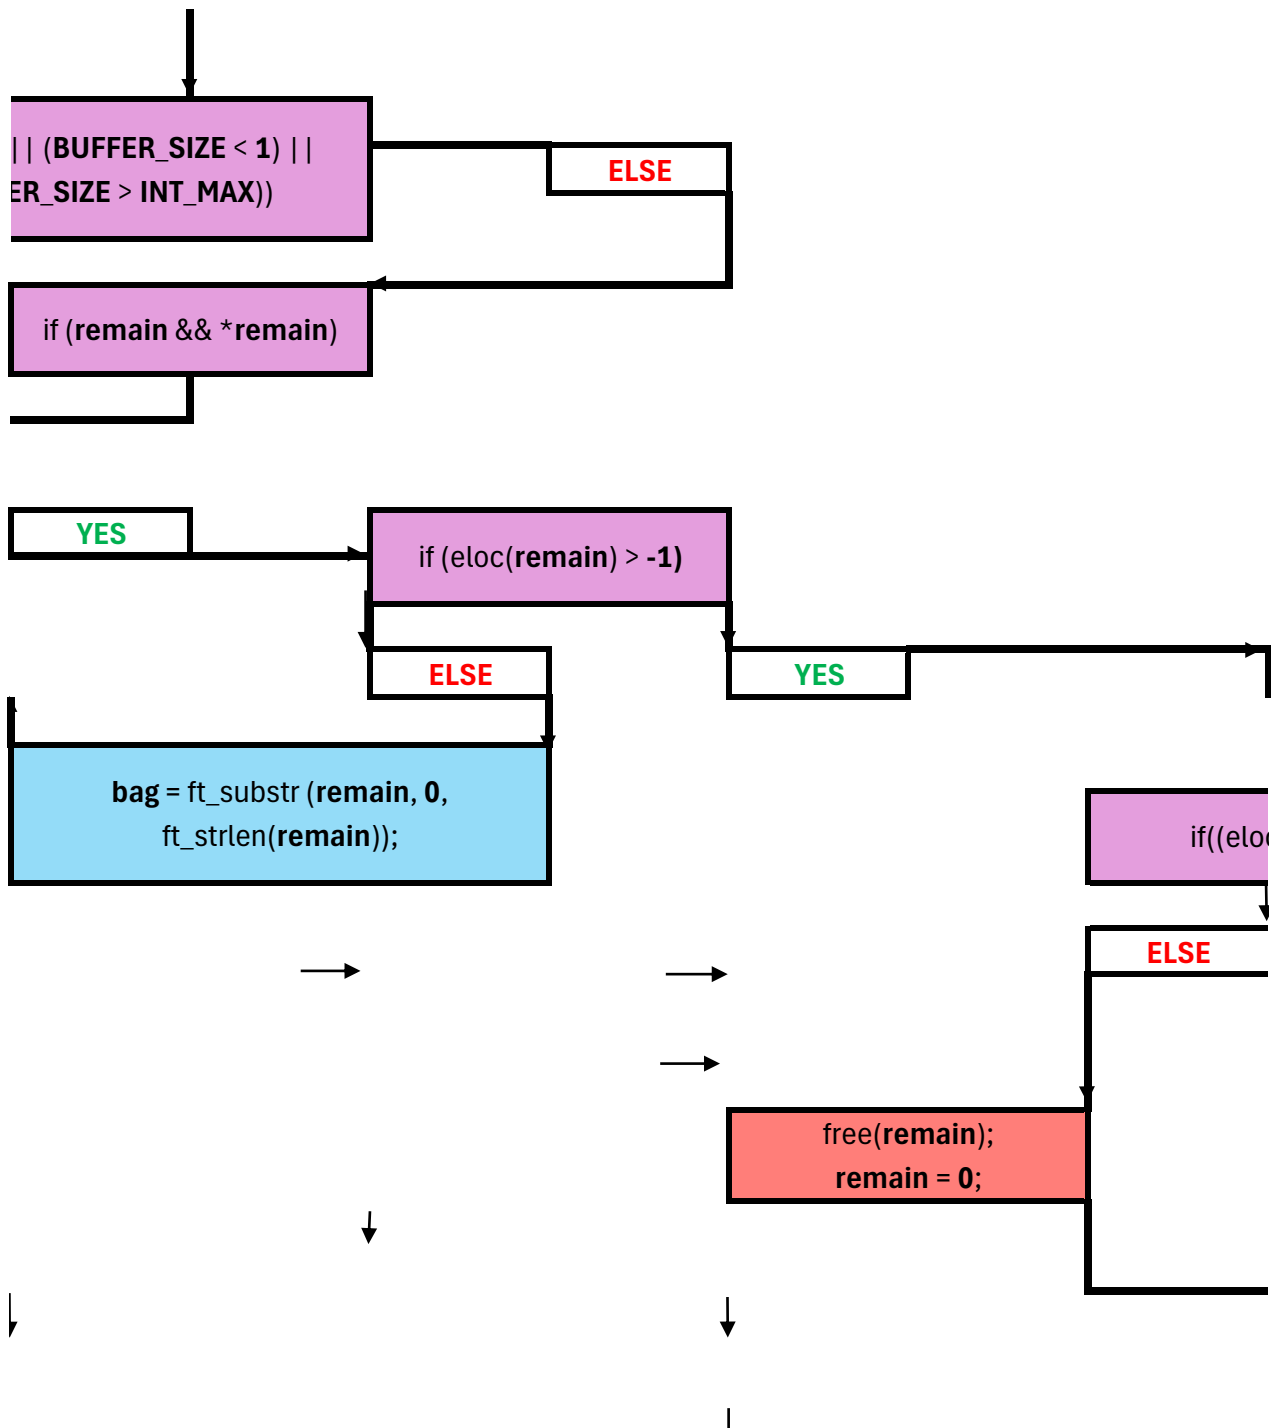 || (BUFFER_SIZE < 1) ||
ER_SIZE > INT_MAX))
ELSE
if (remain && *remain)
YES
if (eloc(remain) > -1)
ELSE
YES
bag = ft_substr (remain, 0,
ft_strlen(remain));
if((eloc
ELSE
free(remain);
remain = 0;